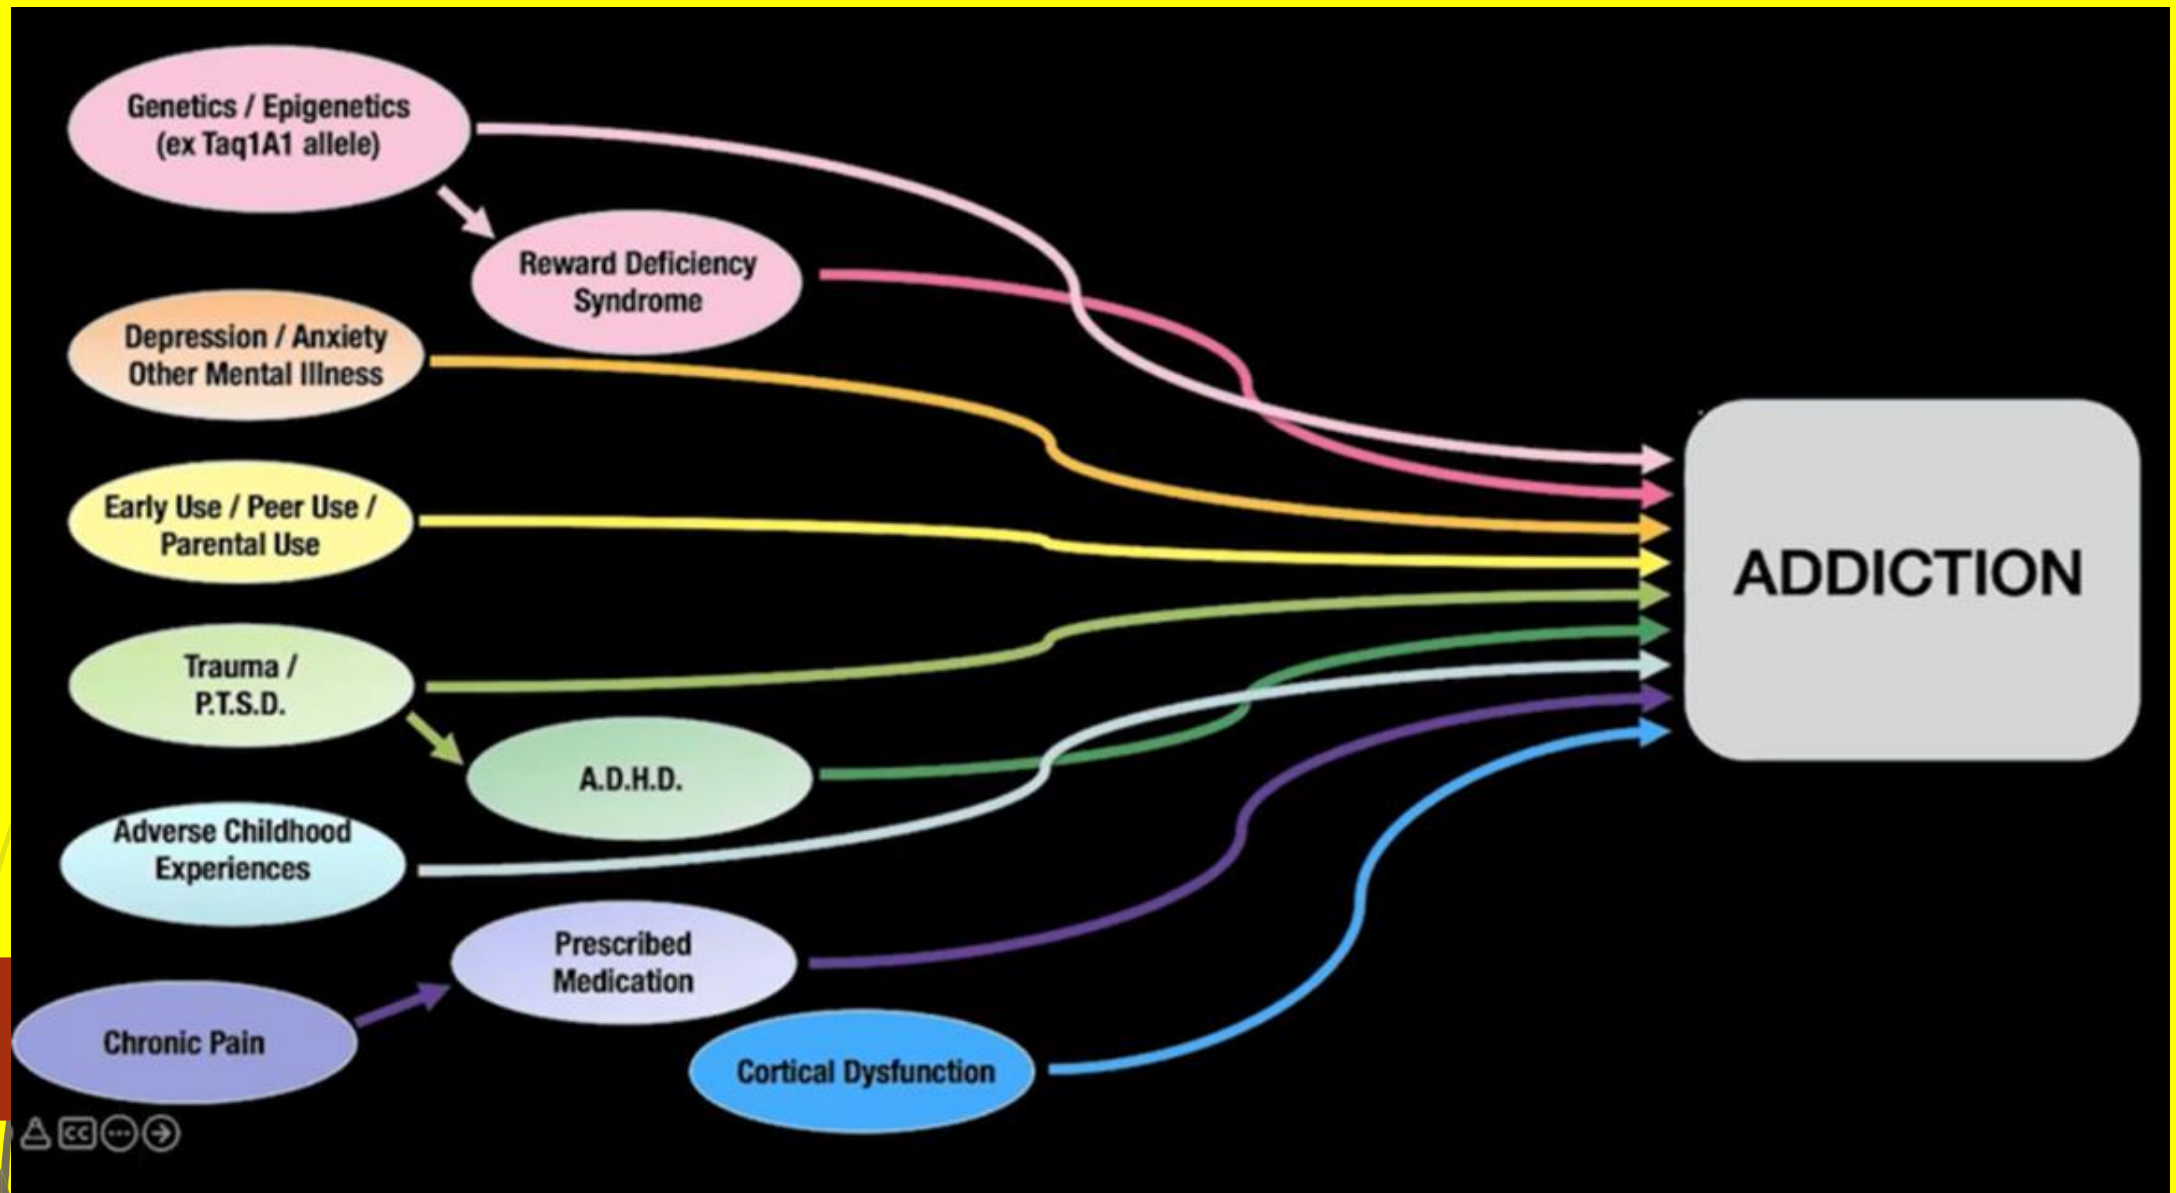 Genetics / Epigenetics
(ex Taq1A1 allele)
Reward Deficiency
Syndrome
Depression / Anxiety
Other Mental Illness
Early Use / Peer Use /
Parental Use
Trauma /
P.T.S.D.
A.D.H.D.
Adverse Childhood
Experiences
Prescribed
Medication
Chronic Pain
Cortical Dysfunction
ADDICTION
CC